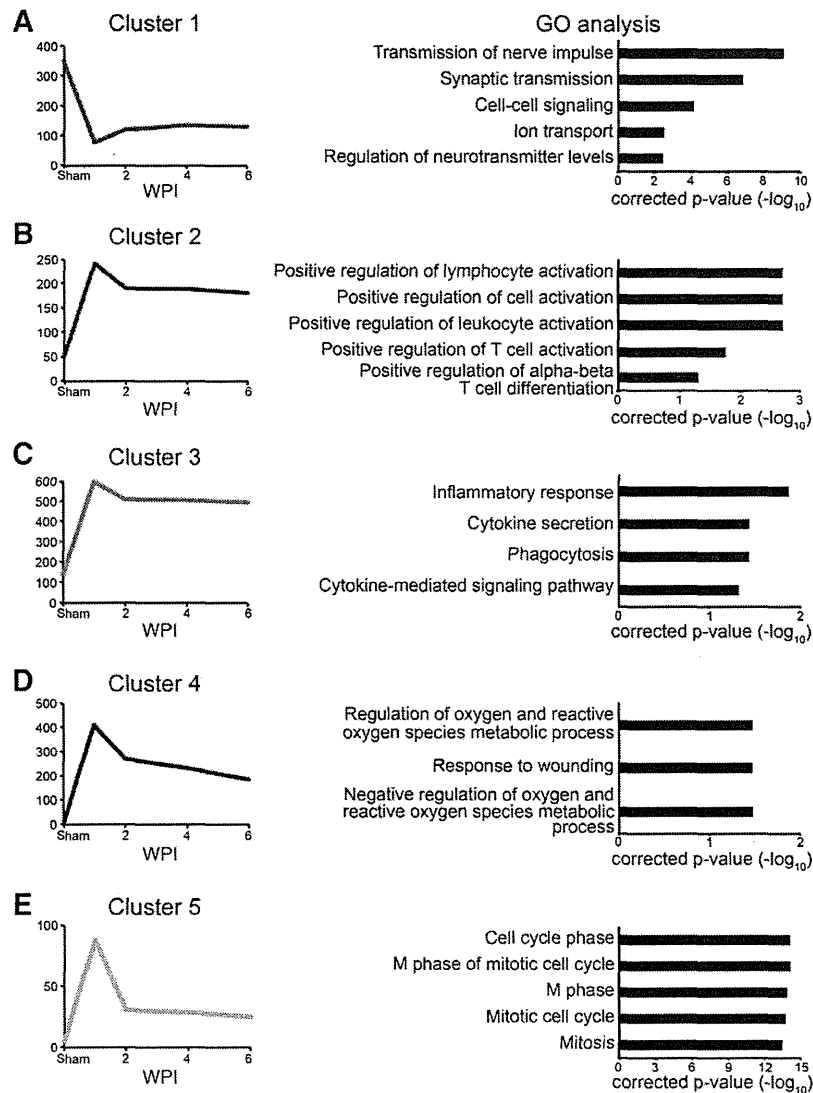 A
Cluster 1
GO analysis
400
300
200
100
0
Sham
2
4
6
WPI
Transmission of nerve impulse
Synaptic transmission
Cell-cell signaling
Ion transport
Regulation of neurotransmitter levels
0 2 4 6 8 10
corrected p-value (-log10)
B
Cluster 2
250
200
150
100
50
0
Sham
2
4
6
WPI
Positive regulation of lymphocyte activation
Positive regulation of cell activation
Positive regulation of leukocyte activation
Positive regulation of T cell activation
Positive regulation of alpha-beta
T cell differentiation
0 1 2 3
corrected p-value (-log10)
C
Cluster 3
600
500
400
300
200
100
0
Sham
2
4
6
WPI
Inflammatory response
Cytokine secretion
Phagocytosis
Cytokine-mediated signaling pathway
0 1 2
corrected p-value (-log10)
D
Cluster 4
500
400
300
200
100
0
Sham
2
4
6
WPI
Regulation of oxygen and reactive
oxygen species metabolic process
Response to wounding
Negative regulation of oxygen and
reactive oxygen species metabolic
process
0 1 2
corrected p-value (-log10)
E
Cluster 5
100
50
0
Sham
2
4
6
WPI
Cell cycle phase
M phase of mitotic cell cycle
M phase
Mitotic cell cycle
Mitosis
0 3 6 9 12 15
corrected p-value (-log10)